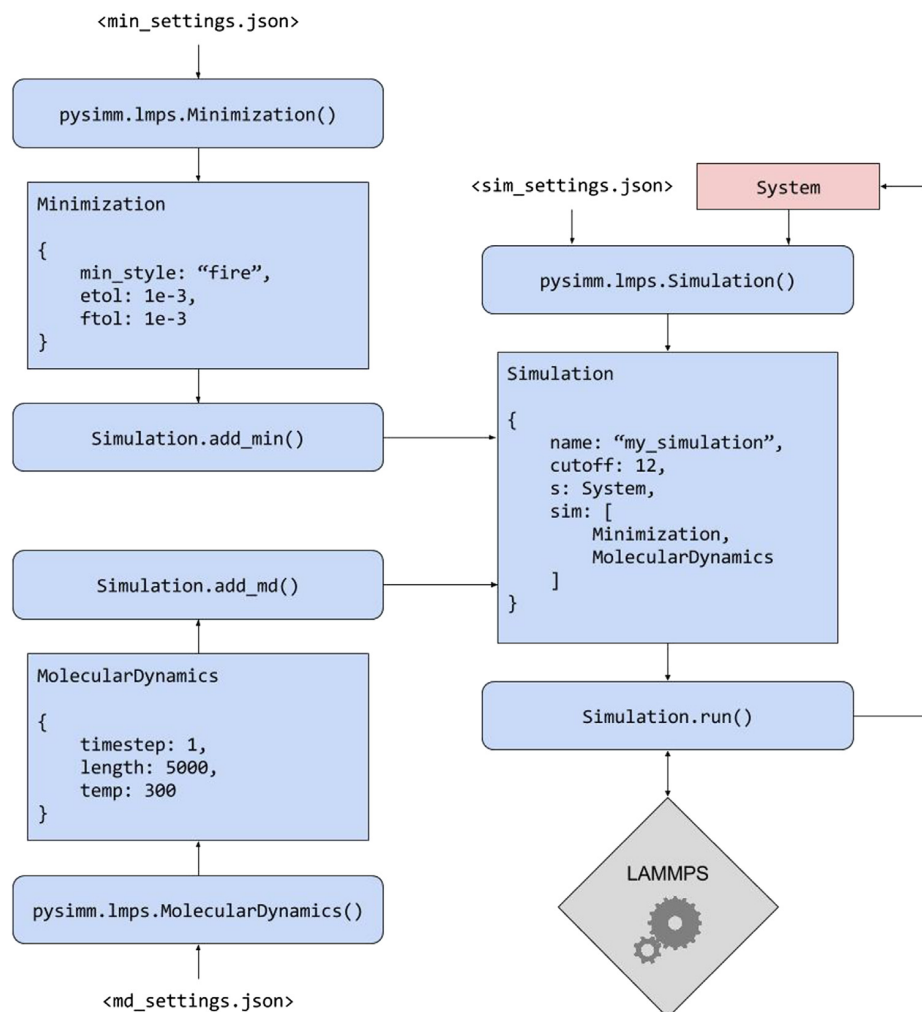 <min_settings.json>
pysimm.lmps.Minimization()
Minimization
{
min_style: “fire”,
etol: 1e-3,
ftol: 1e-3
}
Simulation.add_min()
Simulation.add_md()
MolecularDynamics
{
timestep: 1,
length: 5000,
temp: 300
}
pysimm.lmps.MolecularDynamics()
<md_settings.json>
<sim_settings.json>
System
pysimm.lmps.Simulation()
Simulation
{
name: “my_simulation”,
cutoff: 12,
s: System,
sim: [
Minimization,
MolecularDynamics
]
}
Simulation.run()
LAMMPS